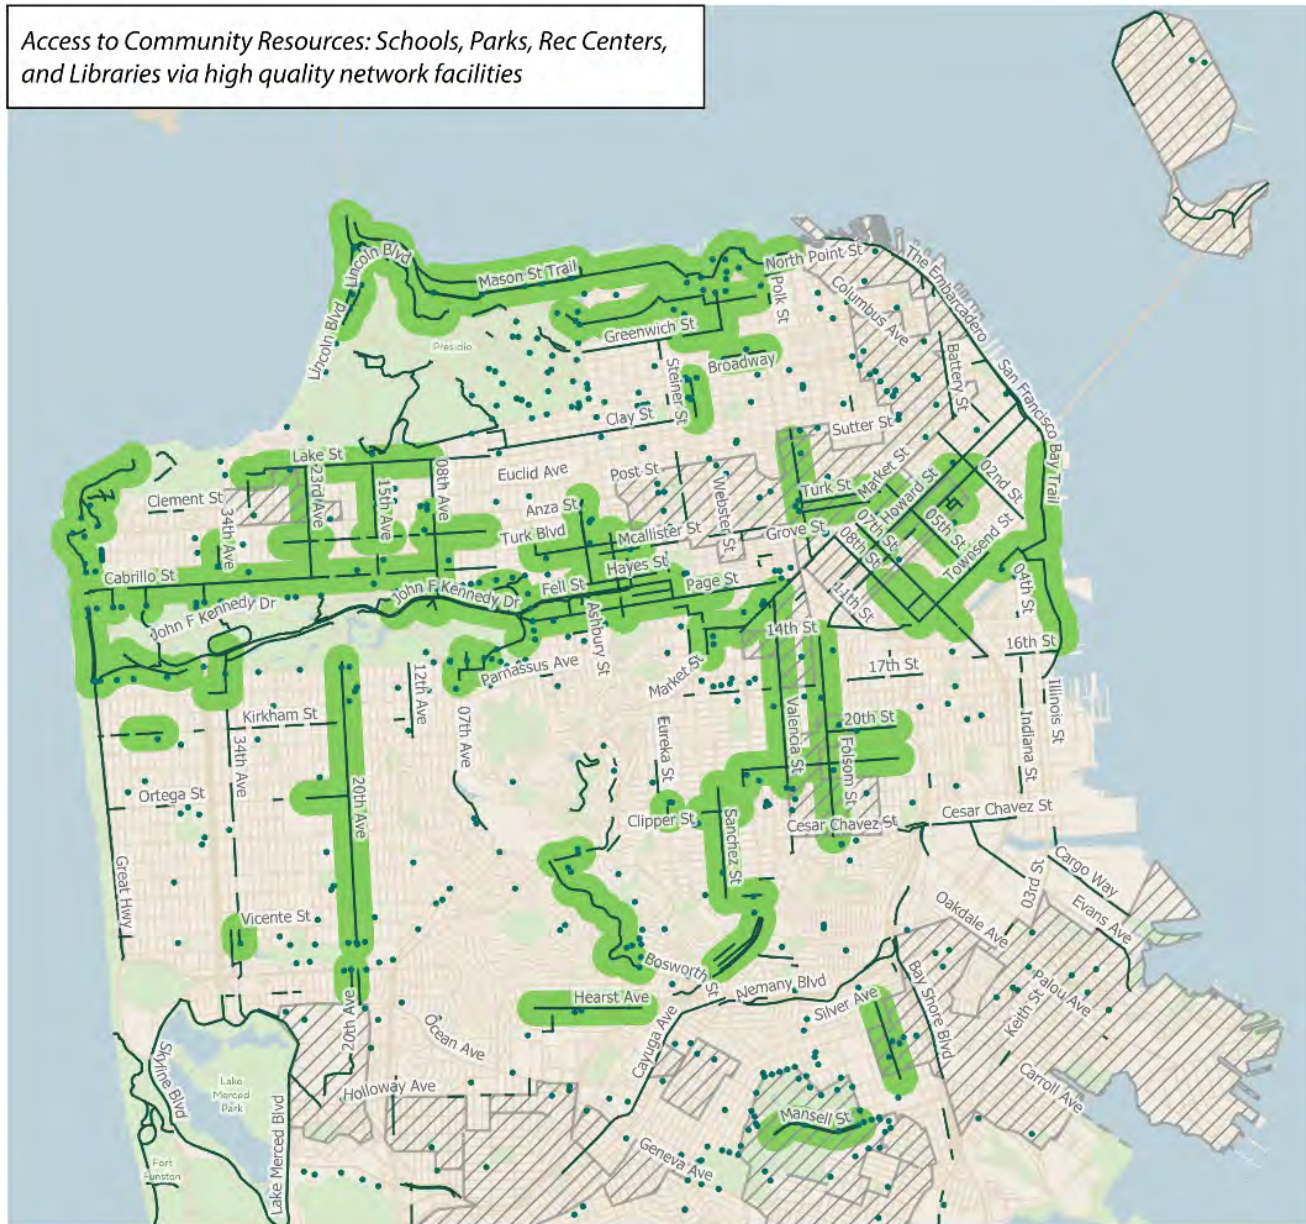 Access to Community Resources: Schools, Parks, Rec Centers,
and Libraries via high quality network facilities
Lincoln Blvd
Lincoln Blvd
Mason St Trail
North Point St
The Embarcadero
Polk St
Columbus Ave
Greenwich St
Presidio
Broadway
Battery St
San Francisco Bay Trail
Steiner St
Clay St
Sutter St
Lake St
23rd Ave
15th Ave
08th Ave
Euclid Ave
Post St
Webster St
Market St
Howard St
02nd St
Clement St
34th Ave
Anza St
Turk St
Turk Blvd
Mcallister St
Grove St
07th St
08th St
05th St
Townsend St
Cabrillo St
Hayes St
Fell St
Page St
John F Kennedy Dr
John F Kennedy Dr
11th St
04th St
Ashbury St
14th St
16th St
Parnassus Ave
Market St
17th St
12th Ave
07th Ave
Kirkham St
34th Ave
Eureka St
Valencia St
20th St
Folsom St
Indiana St
Illinois St
Ortega St
20th Ave
Clipper St
Sanchez St
Cesar Chavez St
Cesar Chavez St
Great Hwy
03rd St
Cargo Way
Evans Ave
Oakdale Ave
Vicente St
Bosworth St
Alemany Blvd
Bay Shore Blvd
Palou Ave
Keith St
Hearst Ave
Silver Ave
20th Ave
Ocean Ave
Cayuga Ave
Skyline Blvd
Lake
Merced
Park
Holloway Ave
Carroll Ave
Mansell St
Lake Merced Blvd
Geneva Ave
Fort
Funston